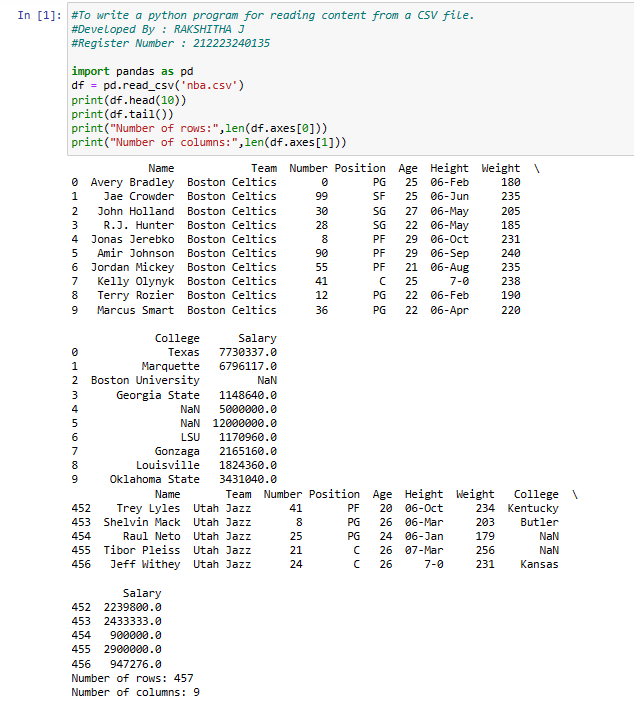 In [1]: #To write a python program for reading content from a CSV file.
#Developed By : RAKSHITHA J
#Register Number : 212223240135
import pandas as pd
df = pd.read_csv('nba.csv')
print(df.head(10))
print(df.tail())
print("Number of rows:",len(df.axes[0]))
print("Number of columns:",len(df.axes[1]))
Name Team Number Position Age Height Weight \
0 Avery Bradley Boston Celtics 0 PG 25 06-Feb 180
1 Jae Crowder Boston Celtics 99 SF 25 06-Jun 235
2 John Holland Boston Celtics 30 SG 27 06-May 205
3 R.J. Hunter Boston Celtics 28 SG 22 06-May 185
4 Jonas Jerebko Boston Celtics 8 PF 29 06-Oct 231
5 Amir Johnson Boston Celtics 90 PF 29 06-Sep 240
6 Jordan Mickey Boston Celtics 55 PF 21 06-Aug 235
7 Kelly Olynyk Boston Celtics 41 C 25 7-0 238
8 Terry Rozier Boston Celtics 12 PG 22 06-Feb 190
9 Marcus Smart Boston Celtics 36 PG 22 06-Apr 220
College Salary
0 Texas 7730337.0
1 Marquette 6796117.0
2 Boston University NaN
3 Georgia State 1148640.0
4 NaN 5000000.0
5 NaN 12000000.0
6 LSU 1170960.0
7 Gonzaga 2165160.0
8 Louisville 1824360.0
9 Oklahoma State 3431040.0
Name Team Number Position Age Height Weight College \
452 Trey Lyles Utah Jazz 41 PF 20 06-Oct 234 Kentucky
453 Shelvin Mack Utah Jazz 8 PG 26 06-Mar 203 Butler
454 Raul Neto Utah Jazz 25 PG 24 06-Jan 179 NaN
455 Tibor Pleiss Utah Jazz 21 C 26 07-Mar 256 NaN
456 Jeff Withey Utah Jazz 24 C 26 7-0 231 Kansas
Salary
452 2239800.0
453 2433333.0
454 900000.0
455 2900000.0
456 947276.0
Number of rows: 457
Number of columns: 9